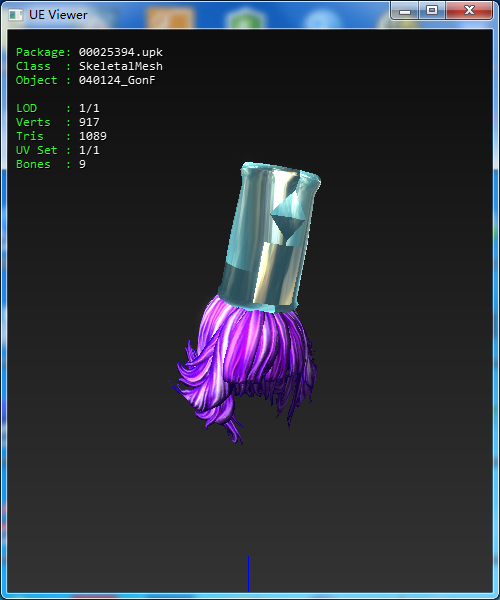 UE Viewer
Package: 00025394.upk
Class : SkeletalMesh
Object : 040124_GonF
LOD : 1/1
Verts : 917
Tris : 1089
UV Set : 1/1
Bones : 9